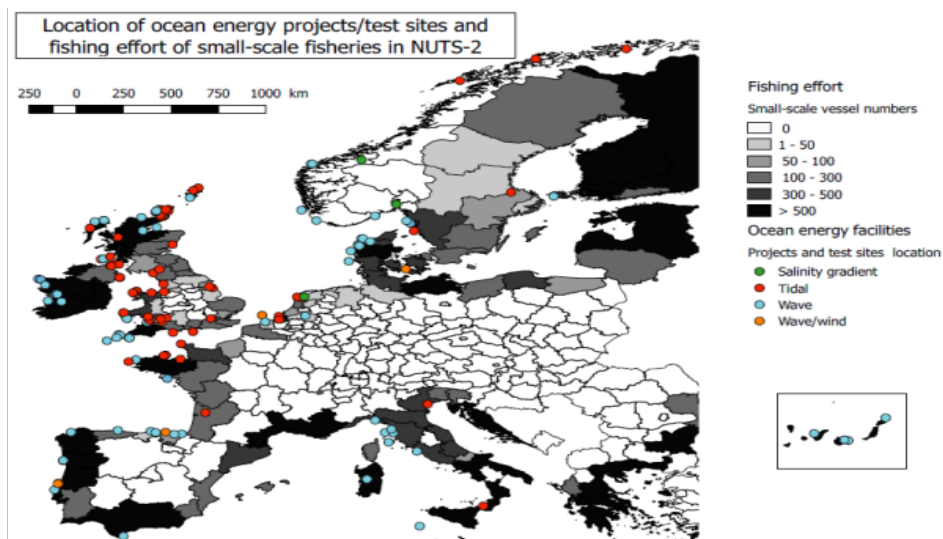 Location of ocean energy projects/test sites and
fishing effort of small-scale fisheries in NUTS-2
250 0 250 500 1000 km
Fishing effort
Small-scale vessel numbers
0
1 - 50
50 - 100
100 - 300
300 - 500
> 500
Ocean energy facilities
Projects and test sites location
Salinity gradient
Tidal
Wave
Wave/wind